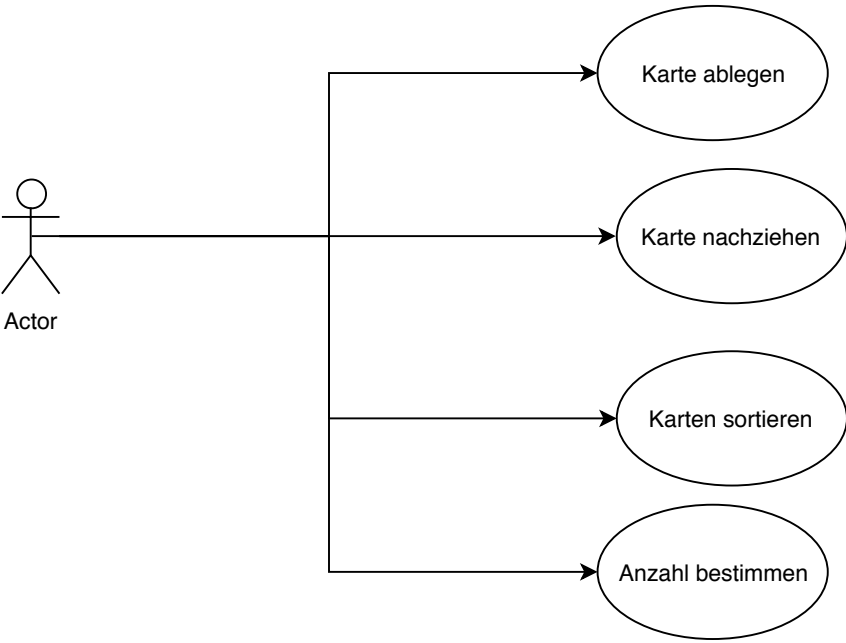 Karte ablegen
Karte nachziehen
Actor
Karten sortieren
Anzahl bestimmen